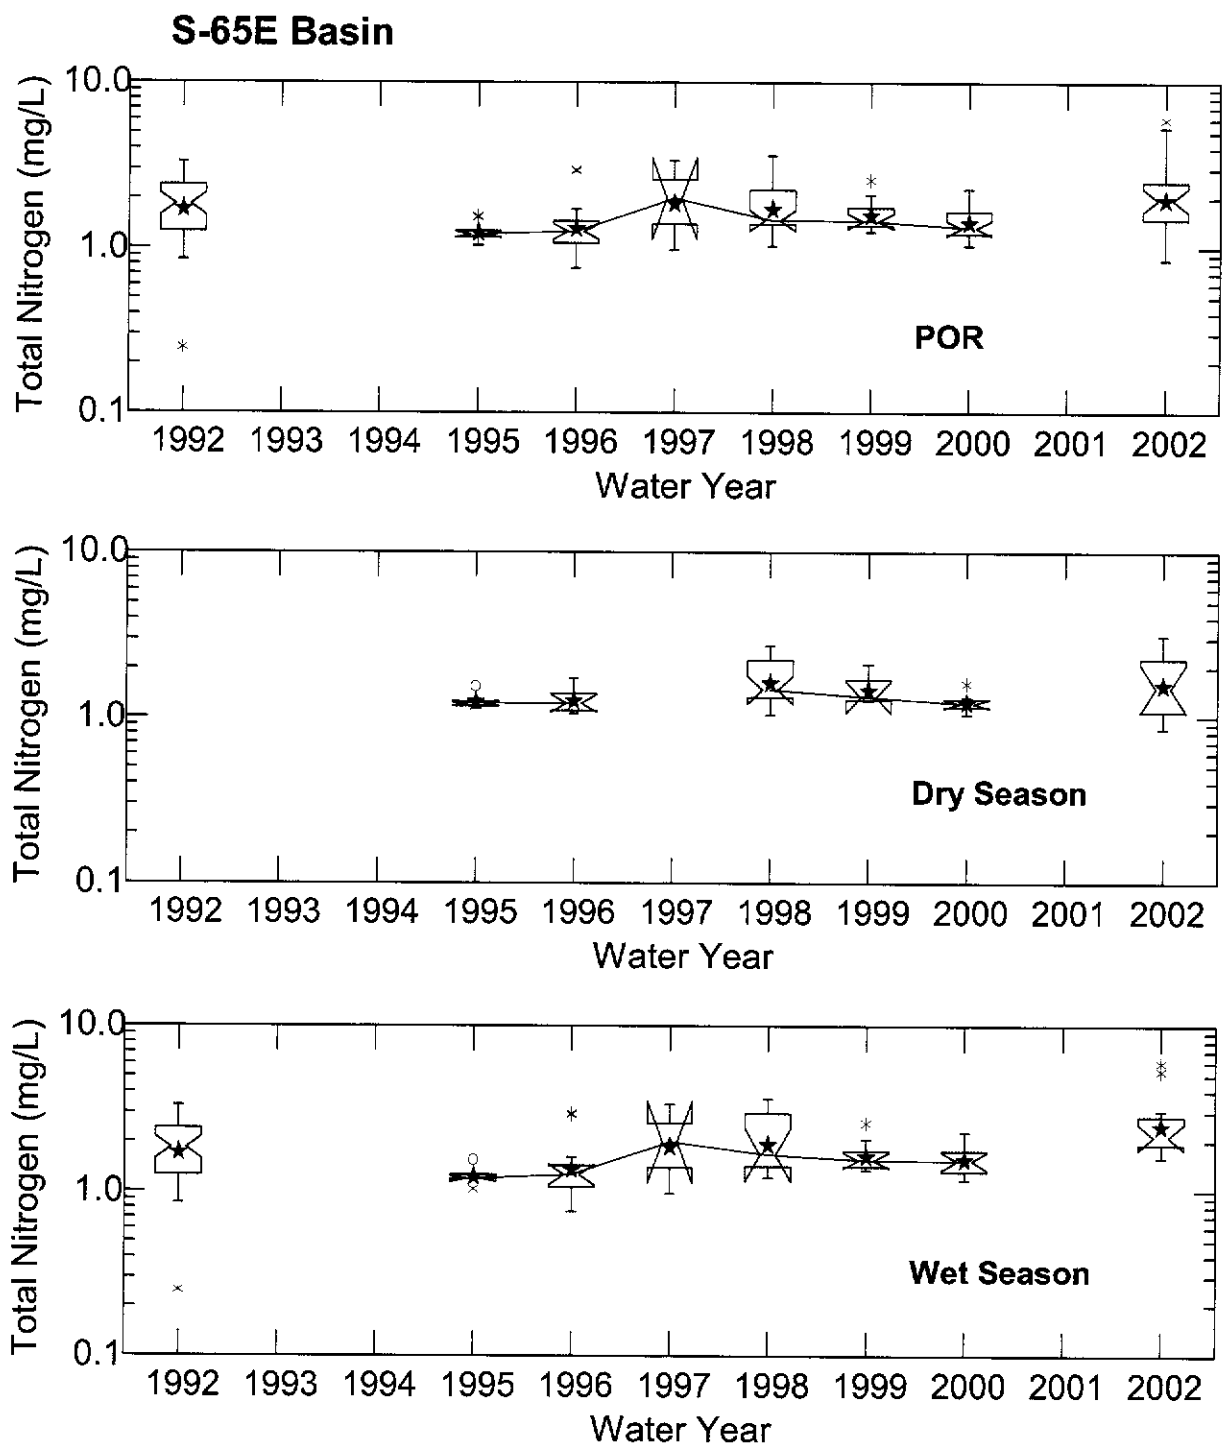 S-65E Basin
Total Nitrogen (mg/L)
10.0
1.0
0.1
POR
1992 1993 1994 1995 1996 1997 1998 1999 2000 2001 2002
Water Year
Total Nitrogen (mg/L)
10.0
1.0
0.1
Dry Season
1992 1993 1994 1995 1996 1997 1998 1999 2000 2001 2002
Water Year
Total Nitrogen (mg/L)
10.0
1.0
0.1
Wet Season
1992 1993 1994 1995 1996 1997 1998 1999 2000 2001 2002
Water Year